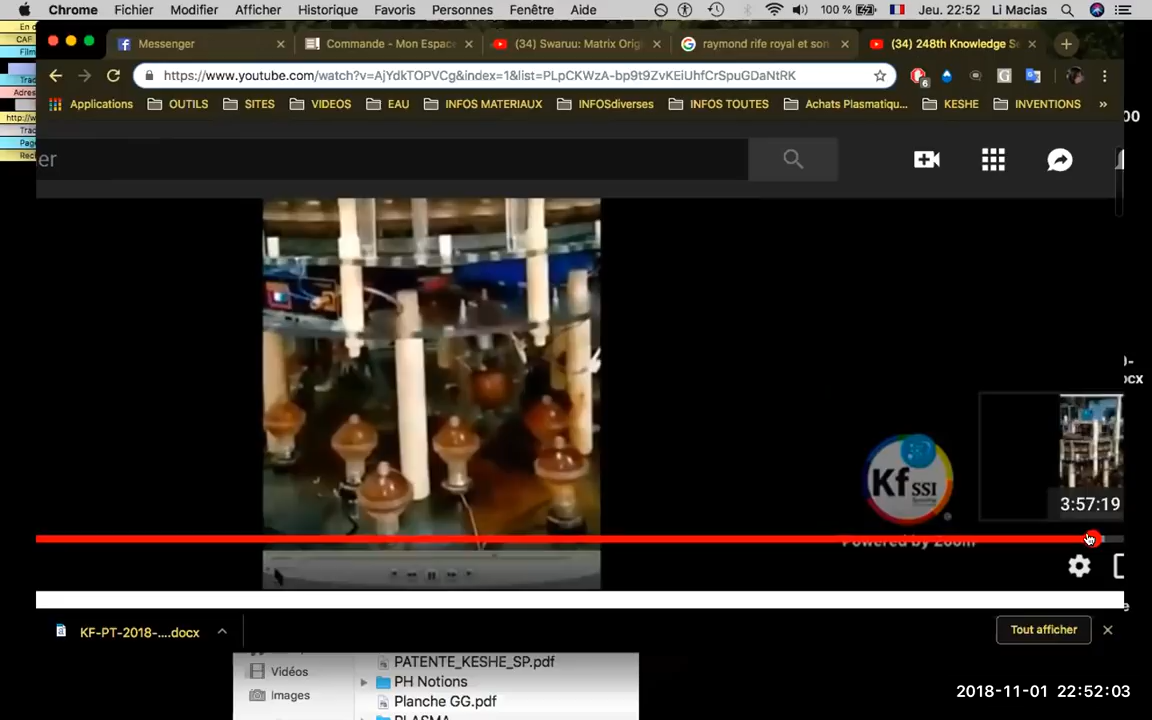 Chrome Fichier Modifier Afficher Historique Favoris Personnes Fenêtre Aide 100 % Jeu. 22:52 Li Macias
Messenger Commande - Mon Espace (34) Swaruu: Matrix Orig raymond rife royal et son (34) 248th Knowledge Se
https://www.youtube.com/watch?v=AjYdkTOPVCg&index=1&list=PLpCKWzA-bp9t9ZvKEiUhfCrSpuGDaNtRK
6
Applications OUTILS SITES VIDEOS EAU INFOS MATERIAUX INFOSdiverses INFOS TOUTES Achats Plasmatiqu... KESHE INVENTIONS »
er
Kf SSI
3:57:19
Powered by Zoom
KF-PT-2018-....docx Tout afficher
Vidéos
Images
PATENTE_KESHE_SP.pdf
PH Notions
Planche GG.pdf
PLASMA
2018-11-01 22:52:03